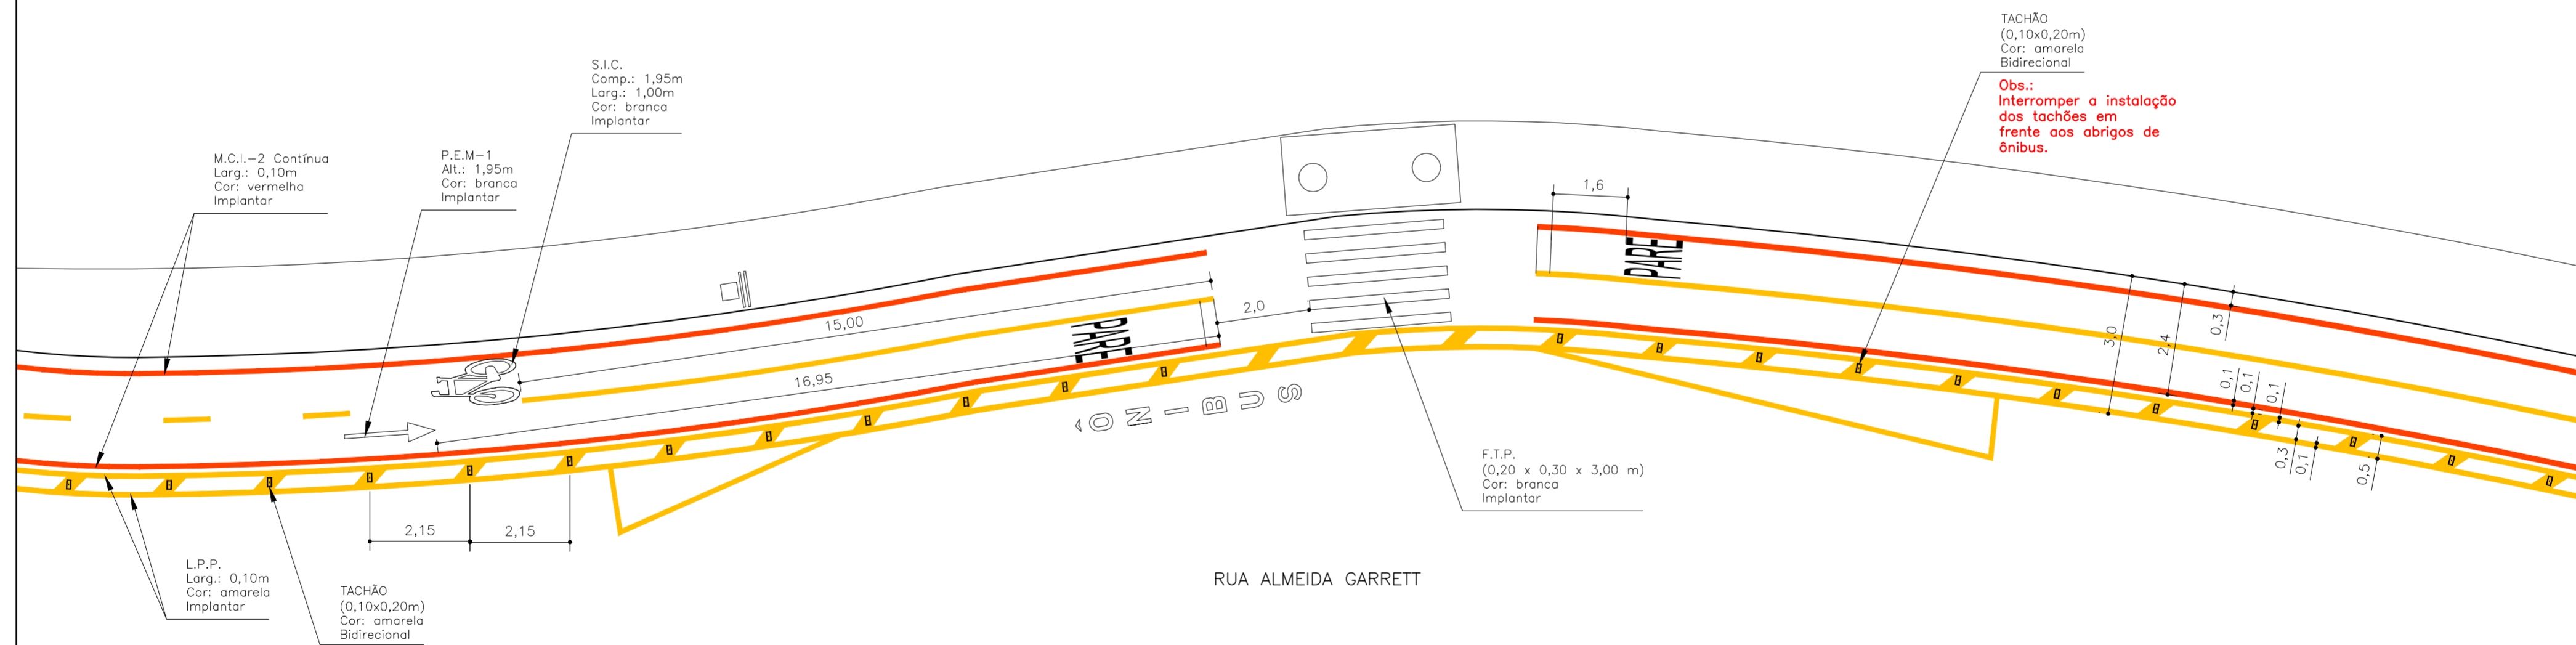 TACHÃO
(0,10x0,20m)
Cor: amarela
Bidirecional
Obs.:
Interromper a instalação
dos tachões em
frente aos abrigos de
ônibus.
S.I.C.
Comp.: 1,95m
Larg.: 1,00m
Cor: branca
Implantar
M.C.I.-2 Contínua
Larg.: 0,10m
Cor: vermelha
Implantar
P.E.M-1
Alt.: 1,95m
Cor: branca
Implantar
1,6
PARE
15,00
2,0
PARE
16,95
3,0
2,4
0,3
0,1
0,1
0,1
0,3
0,1
0,5
ÔNIBUS
F.T.P.
(0,20 x 0,30 x 3,00 m)
Cor: branca
Implantar
2,15
2,15
L.P.P.
Larg.: 0,10m
Cor: amarela
Implantar
TACHÃO
(0,10x0,20m)
Cor: amarela
Bidirecional
RUA ALMEIDA GARRETT